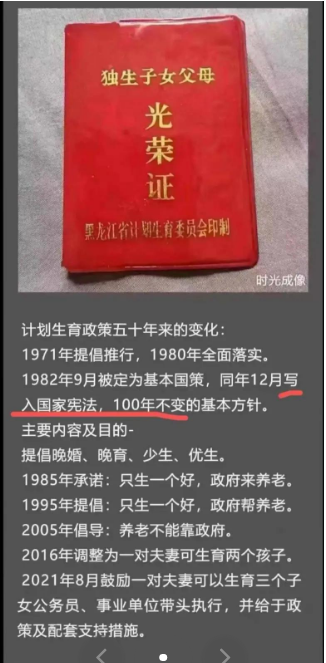 独生子女父母
光
荣
证
黑龙江省计划生育委员会印制
时光成像
计划生育政策五十年来的变化：
1971年提倡推行，1980年全面落实。
1982年9月被定为基本国策，同年12月写
入国家宪法，100年不变的基本方针。
主要内容及目的-
提倡晚婚、晚育、少生、优生。
1985年承诺：只生一个好，政府来养老。
1995年提倡：只生一个好，政府帮养老。
2005年倡导：养老不能靠政府。
2016年调整为一对夫妻可生育两个孩子。
2021年8月鼓励一对夫妻可以生育三个子
女公务员、事业单位带头执行，并给于政
策及配套支持措施。